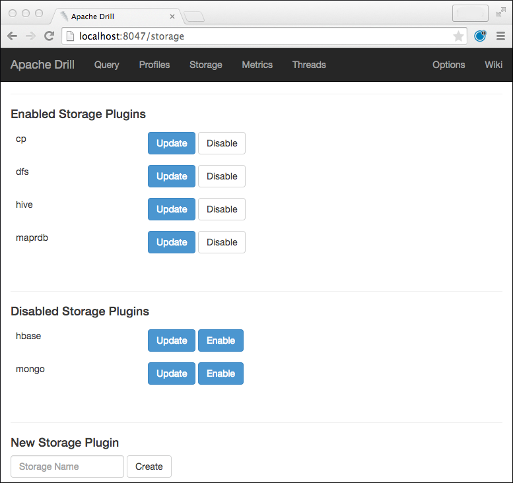 Apache Drill
localhost:8047/storage
Apache Drill Query Profiles Storage Metrics Threads Options Wiki
Enabled Storage Plugins
cp Update Disable
dfs Update Disable
hive Update Disable
maprdb Update Disable
Disabled Storage Plugins
hbase Update Enable
mongo Update Enable
New Storage Plugin
Storage Name Create